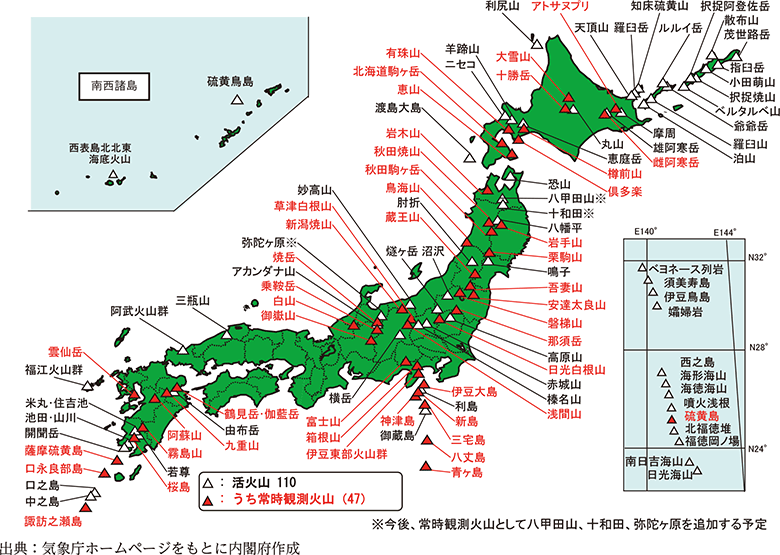 利尻山
アトサヌプリ
知床硫黄山
択捉阿登佐岳
天頂山
羅臼岳
ルルイ岳
散布山
茂世路岳
指臼岳
小田萌山
択捉焼山
ベルタルベ山
爺爺岳
羅臼山
泊山
有珠山
羊蹄山
ニセコ
北海道駒ヶ岳
恵山
渡島大島
大雪山
十勝岳
摩周
雄阿寒岳
雌阿寒岳
丸山
恵庭岳
樽前山
倶多楽
岩木山
秋田焼山
秋田駒ヶ岳
鳥海山
肘折
蔵王山
恐山
八甲田山※
十和田※
八幡平
岩手山
栗駒山
鳴子
吾妻山
安達太良山
磐梯山
那須岳
高原山
日光白根山
赤城山
榛名山
浅間山
妙高山
草津白根山
新潟焼山
燧ヶ岳
沼沢
弥陀ヶ原※
焼岳
アカンダナ山
乗鞍岳
白山
御嶽山
横岳
富士山
箱根山
伊豆東部火山群
伊豆大島
利島
新島
神津島
御蔵島
三宅島
八丈島
青ヶ島
三瓶山
阿武火山群
雲仙岳
福江火山群
米丸・住吉池
池田・山川
開聞岳
薩摩硫黄島
口永良部島
口之島
中之島
諏訪之瀬島
鶴見岳・伽藍岳
由布岳
九重山
阿蘇山
霧島山
若尊
桜島
南西諸島
硫黄鳥島
西表島北北東
海底火山
E140°
E144°
ベヨネース列岩
須美寿島
伊豆鳥島
孀婦岩
N28°
西之島
海形海山
海徳海山
噴火浅根
硫黄島
北福徳堆
福徳岡ノ場
N24°
南日吉海山
日光海山
N32°
: 活火山 110
: うち常時観測火山（47）
※今後、常時観測火山として八甲田山、十和田、弥陀ヶ原を追加する予定
出典：気象庁ホームページをもとに内閣府作成